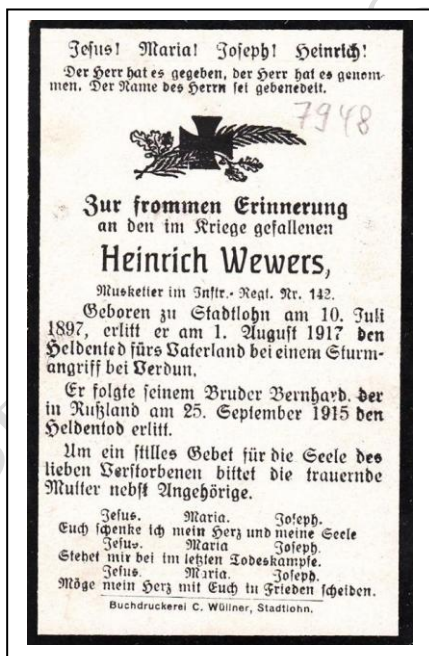 Jesus! Maria! Joseph! Heinrich!
Der Herr hat es gegeben, der Herr hat es genom-
men. Der Name des Herrn sei gebenedeit.
7948
Zur frommen Erinnerung
an den im Kriege gefallenen
Heinrich Wewers,
Musketier im Inftr.- Regt. Nr. 142.
Geboren zu Stadtlohn am 10. Juli
1897, erlitt er am 1. August 1917 den
Heldentod fürs Vaterland bei einem Sturm-
angriff bei Verdun.
Er folgte seinem Bruder Bernhard. der
in Rußland am 25. September 1915 den
Heldentod erlitt.
Um ein stilles Gebet für die Seele des
lieben Verstorbenen bittet die trauernde
Mutter nebst Angehörige.
Jesus. Maria. Joseph.
Euch schenke ich mein Herz und meine Seele
Jesus. Maria Joseph.
Stehet mir bei im letzten Todeskampfe.
Jesus. Maria. Joseph.
Möge mein Herz mit Euch in Frieden scheiden.
Buchdruckerei C. Wüllner, Stadtlohn.